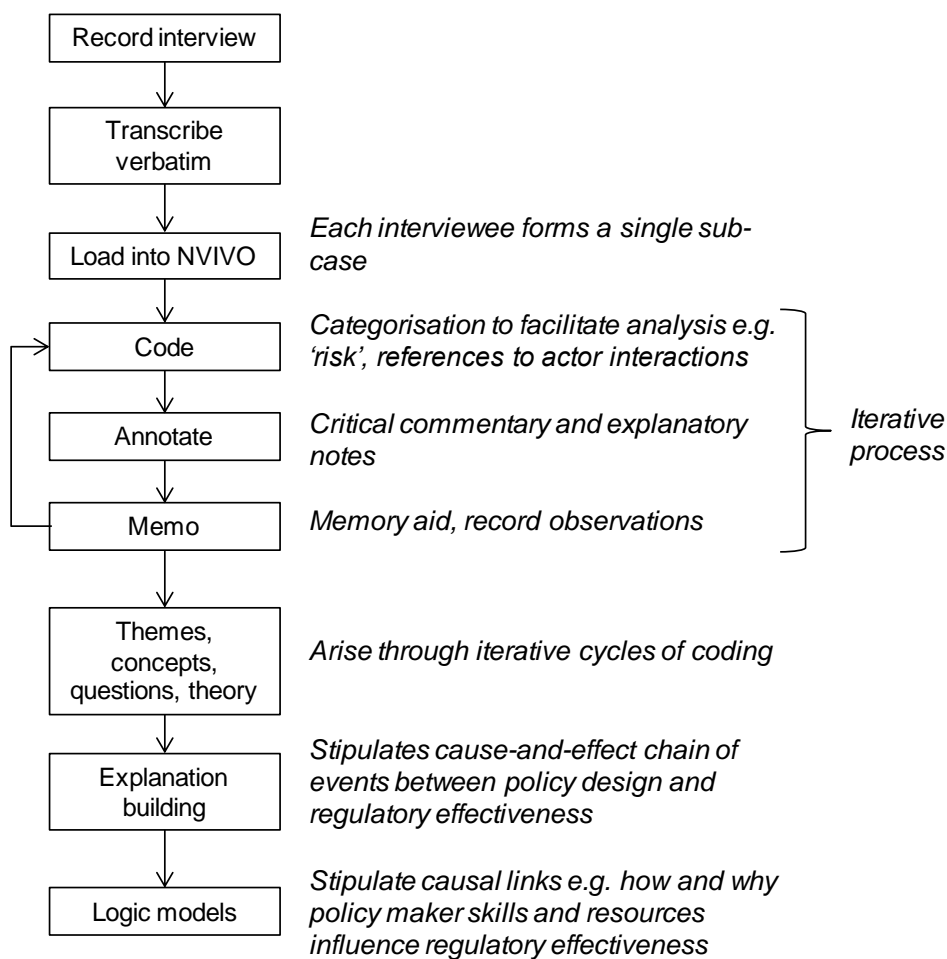 Record interview
Transcribe
verbatim
Each interviewee forms a single sub-
case
Load into NVIVO
Categorisation to facilitate analysis e.g.
‘risk’, references to actor interactions
Code
Critical commentary and explanatory
notes
Annotate
Iterative
process
Memo
Memory aid, record observations
Themes,
concepts,
questions, theory
Arise through iterative cycles of coding
Stipulates cause-and-effect chain of
events between policy design and
regulatory effectiveness
Explanation
building
Stipulate causal links e.g. how and why
policy maker skills and resources
influence regulatory effectiveness
Logic models